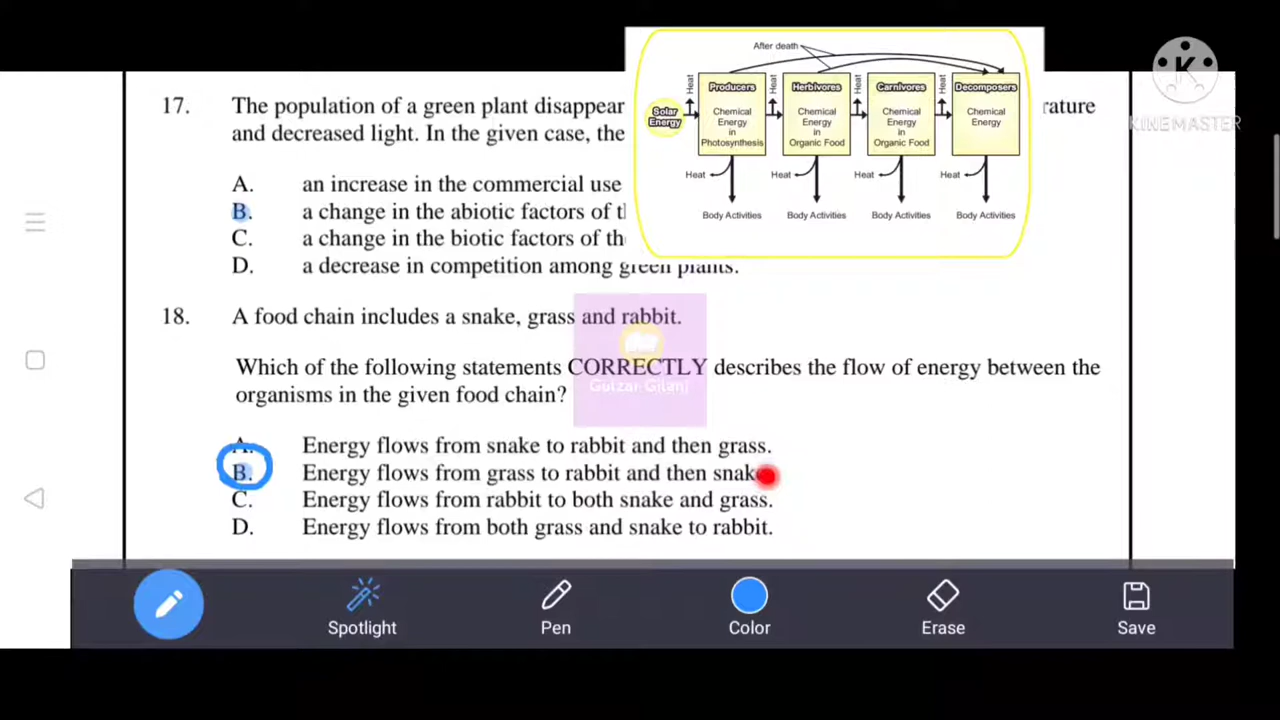 After death
Heat
Heat
Heat
Heat
Producers
Herbivores
Carnivores
Decomposers
Solar
Energy
Chemical
Energy
in
Photosynthesis
Chemical
Energy
in
Organic Food
Chemical
Energy
in
Organic Food
Chemical
Energy
Heat
Heat
Heat
Heat
Body Activities
Body Activities
Body Activities
Body Activities
KINEMASTER
17. The population of a green plant disappear rature
and decreased light. In the given case, the
A. an increase in the commercial use
B. a change in the abiotic factors of
C. a change in the biotic factors of
D. a decrease in competition among green plants.
18. A food chain includes a snake, grass and rabbit.
Which of the following statements CORRECTLY describes the flow of energy between the
organisms in the given food chain?
A. Energy flows from snake to rabbit and then grass.
B. Energy flows from grass to rabbit and then snake
C. Energy flows from rabbit to both snake and grass.
D. Energy flows from both grass and snake to rabbit.
Spotlight
Pen
Color
Erase
Save